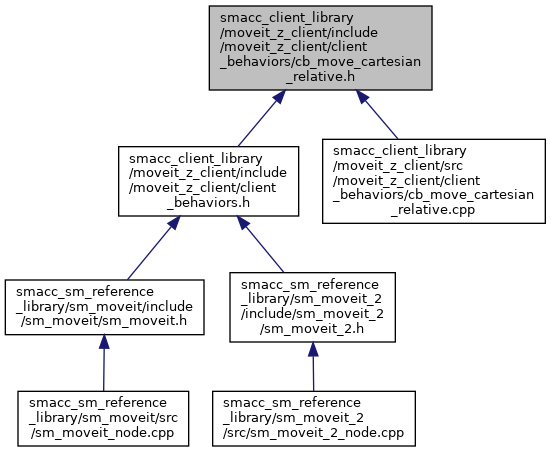 smacc_client_library
/moveit_z_client/include
/moveit_z_client/client
_behaviors/cb_move_cartesian
_relative.h
smacc_client_library
/moveit_z_client/include
/moveit_z_client/client
_behaviors.h
smacc_client_library
/moveit_z_client/src
/moveit_z_client/client
_behaviors/cb_move_cartesian
_relative.cpp
smacc_sm_reference
_library/sm_moveit/include
/sm_moveit/sm_moveit.h
smacc_sm_reference
_library/sm_moveit_2
/include/sm_moveit_2
/sm_moveit_2.h
smacc_sm_reference
_library/sm_moveit/src
/sm_moveit_node.cpp
smacc_sm_reference
_library/sm_moveit_2
/src/sm_moveit_2_node.cpp